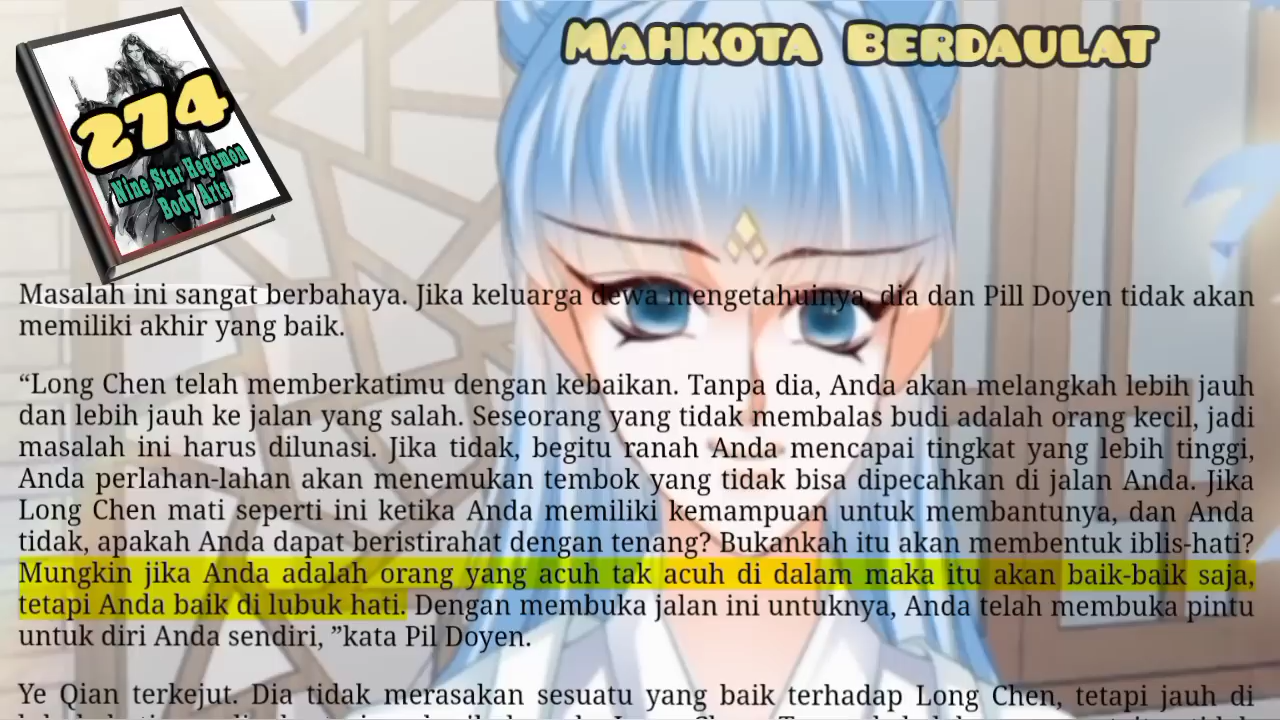 Mahkota Berdaulat
274
Nine Star Hegemon
Body Arts
Masalah ini sangat berbahaya. Jika keluarga dewa mengetahuinya, dia dan Pill Doyen tidak akan
memiliki akhir yang baik.
“Long Chen telah memberkatimu dengan kebaikan. Tanpa dia, Anda akan melangkah lebih jauh
dan lebih jauh ke jalan yang salah. Seseorang yang tidak membalas budi adalah orang kecil, jadi
masalah ini harus dilunasi. Jika tidak, begitu ranah Anda mencapai tingkat yang lebih tinggi,
Anda perlahan-lahan akan menemukan tembok yang tidak bisa dipecahkan di jalan Anda. Jika
Long Chen mati seperti ini ketika Anda memiliki kemampuan untuk membantunya, dan Anda
tidak, apakah Anda dapat beristirahat dengan tenang? Bukankah itu akan membentuk iblis-hati?
Mungkin jika Anda adalah orang yang acuh tak acuh di dalam maka itu akan baik-baik saja,
tetapi Anda baik di lubuk hati. Dengan membuka jalan ini untuknya, Anda telah membuka pintu
untuk diri Anda sendiri, ”kata Pil Doyen.
Ye Qian terkejut. Dia tidak merasakan sesuatu yang baik terhadap Long Chen, tetapi jauh di